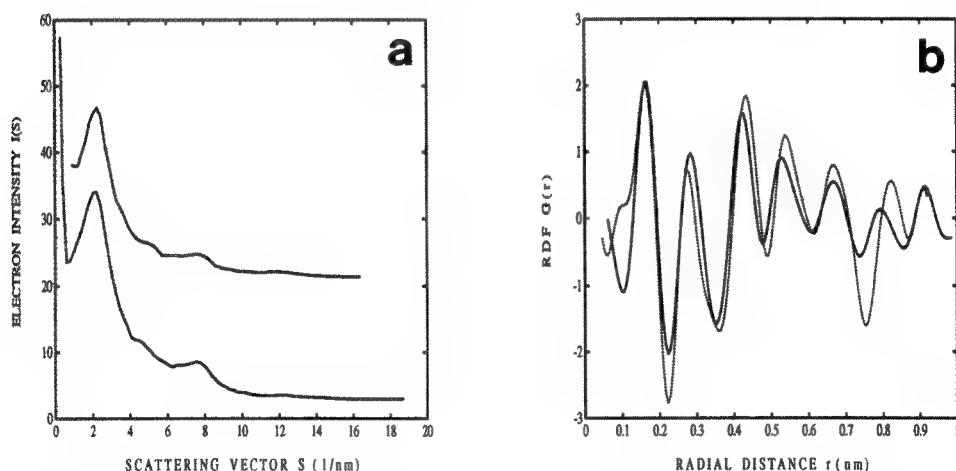 a
ELECTRON INTENSITY I(S)
60
50
40
30
20
10
0
0 2 4 6 8 10 12 14 16 18 20
SCATTERING VECTOR S (1/nm)
b
RDF G(r)
3
2
1
0
-1
-2
-3
0 0.1 0.2 0.3 0.4 0.5 0.6 0.7 0.8 0.9
RADIAL DISTANCE r (nm)